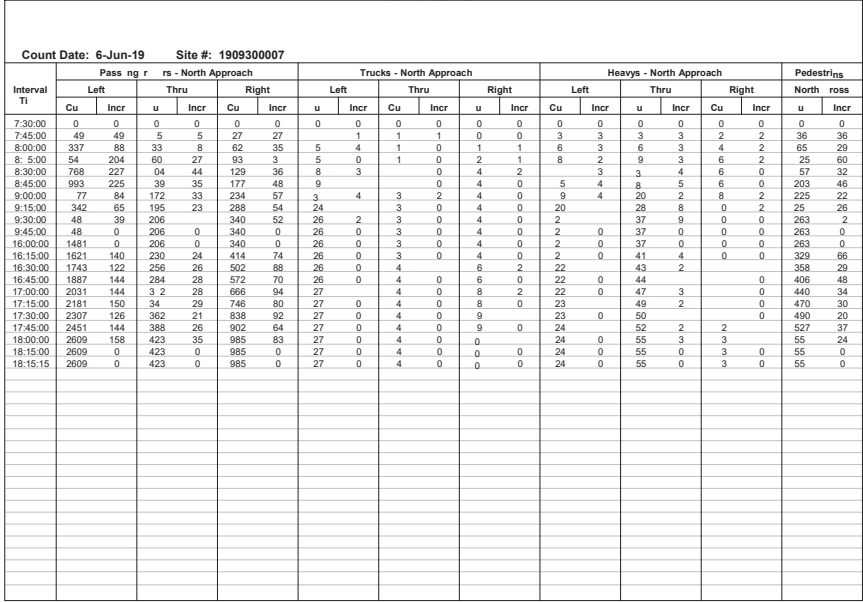 Count Date: 6-Jun-19 Site #: 1909300007
Pass ng r rs - North Approach Trucks - North Approach Heavys - North Approach Pedestrins
Interval Left Thru Right Left Thru Right Left Thru Right North ross
Ti Cu Incr u Incr Cu Incr u Incr Cu Incr u Incr Cu Incr u Incr Cu Incr u Incr
7:30:00 0 0 0 0 0 0 0 0 0 0 0 0 0 0 0 0 0 0 0 0
7:45:00 49 49 5 5 27 27 1 1 1 0 0 3 3 3 3 2 2 36 36
8:00:00 337 88 33 8 62 35 5 4 1 0 1 1 6 3 6 3 4 2 65 29
8: 5:00 54 204 60 27 93 3 5 0 1 0 2 1 8 2 9 3 6 2 25 60
8:30:00 768 227 04 44 129 36 8 3 0 4 2 3 3 4 6 0 57 32
8:45:00 993 225 39 35 177 48 9 0 4 0 5 4 8 5 6 0 203 46
9:00:00 77 84 172 33 234 57 3 4 3 2 4 0 9 4 20 2 8 2 225 22
9:15:00 342 65 195 23 288 54 24 3 0 4 0 20 28 8 0 2 25 26
9:30:00 48 39 206 340 52 26 2 3 0 4 0 2 37 9 0 0 263 2
9:45:00 48 0 206 0 340 0 26 0 3 0 4 0 2 0 37 0 0 0 263 0
16:00:00 1481 0 206 0 340 0 26 0 3 0 4 0 2 0 37 0 0 0 263 0
16:15:00 1621 140 230 24 414 74 26 0 3 0 4 0 2 0 41 4 0 0 329 66
16:30:00 1743 122 256 26 502 88 26 0 4 6 2 22 43 2 358 29
16:45:00 1887 144 284 28 572 70 26 0 4 0 6 0 22 0 44 0 406 48
17:00:00 2031 144 3 2 28 666 94 27 4 0 8 2 22 0 47 3 0 440 34
17:15:00 2181 150 34 29 746 80 27 0 4 0 8 0 23 49 2 0 470 30
17:30:00 2307 126 362 21 838 92 27 0 4 0 9 23 0 50 0 490 20
17:45:00 2451 144 388 26 902 64 27 0 4 0 9 0 24 52 2 2 527 37
18:00:00 2609 158 423 35 985 83 27 0 4 0 0 24 0 55 3 3 55 24
18:15:00 2609 0 423 0 985 0 27 0 4 0 0 0 24 0 55 0 3 0 55 0
18:15:15 2609 0 423 0 985 0 27 0 4 0 0 0 24 0 55 0 3 0 55 0